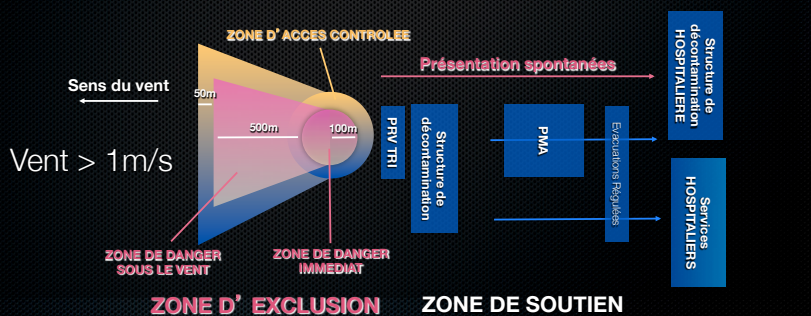 ZONE D' ACCES CONTROLEE
Présentation spontanées
Structure de
décontamination
HOSPITALIERE
Sens du vent
50m
500m
100m
Vent > 1m/s
PRV TRI
Structure de
décontamination
PMA
Evacuations Régulées
Services
HOSPITALIERS
ZONE DE DANGER
SOUS LE VENT
ZONE DE DANGER
IMMEDIAT
ZONE D' EXCLUSION
ZONE DE SOUTIEN